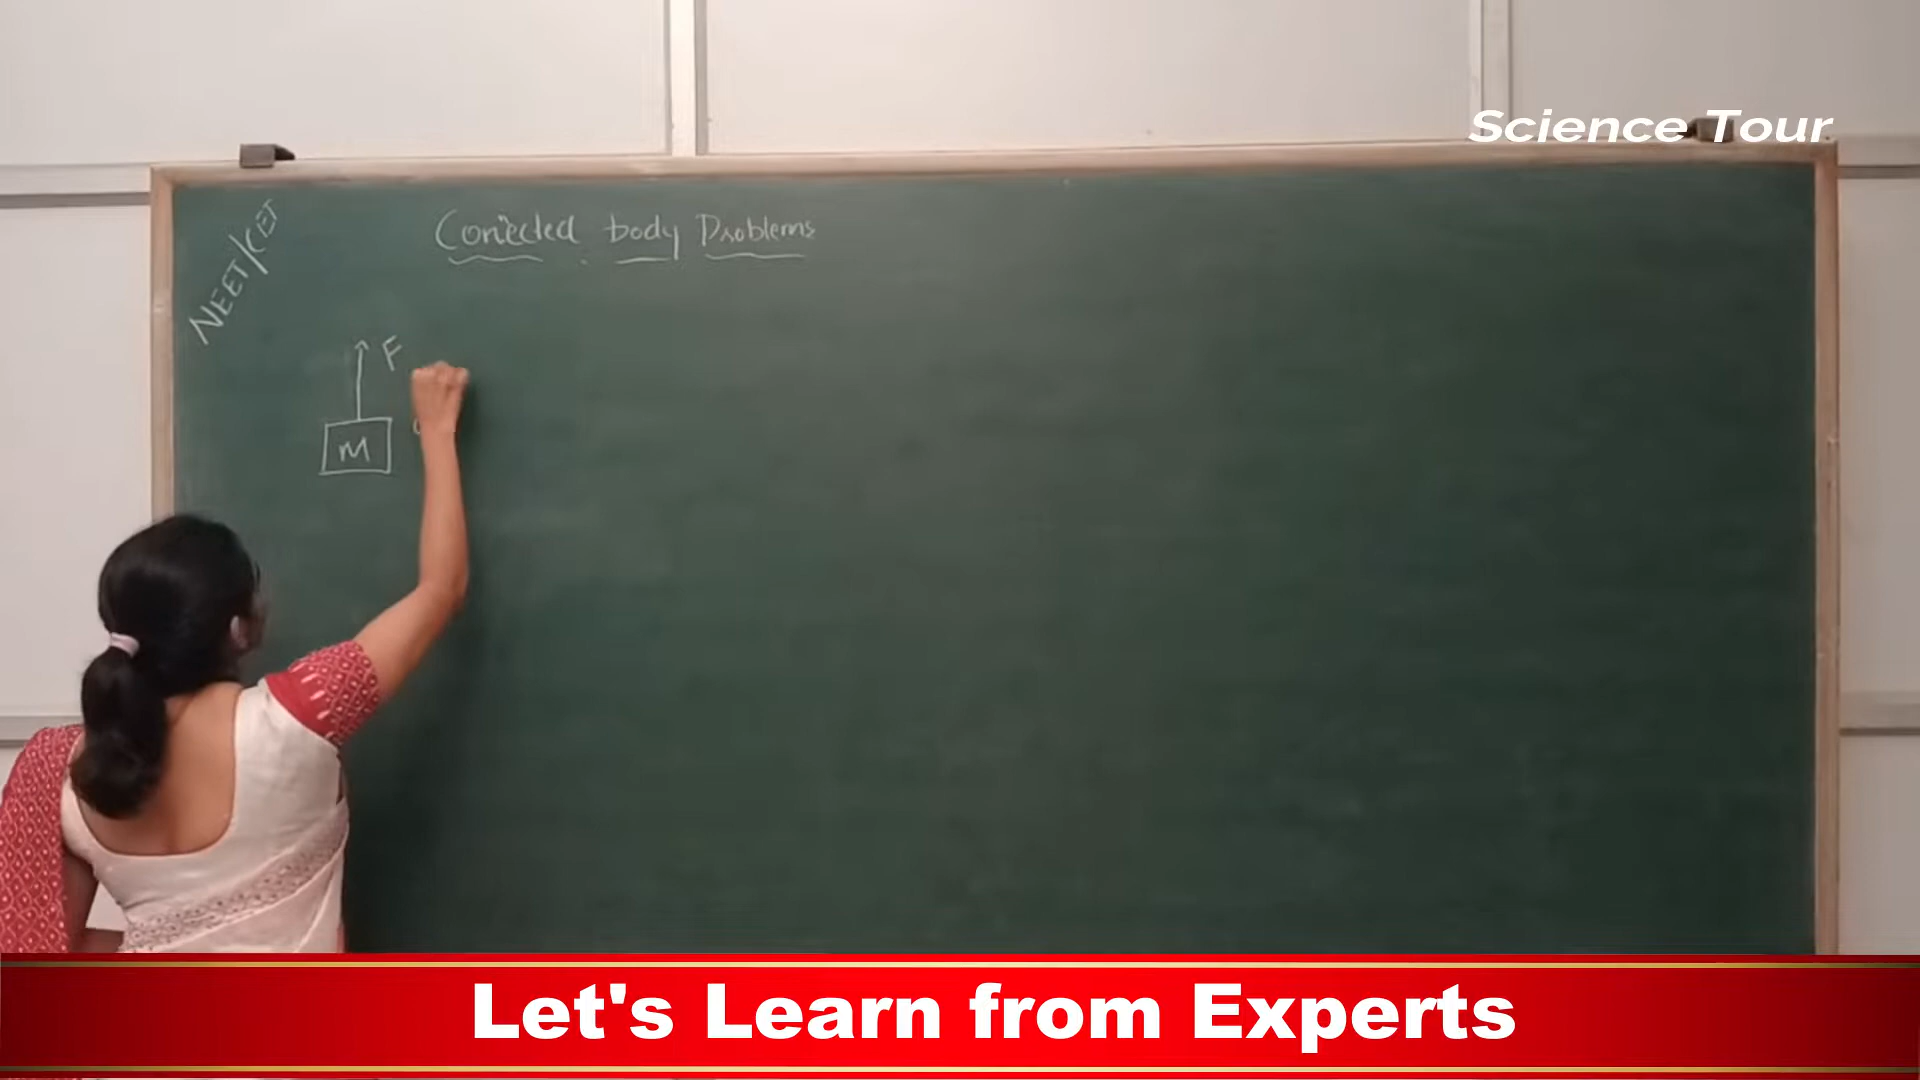 Science Tour
NEET/CET
Conected body Problems
F
M
Let's Learn from Experts